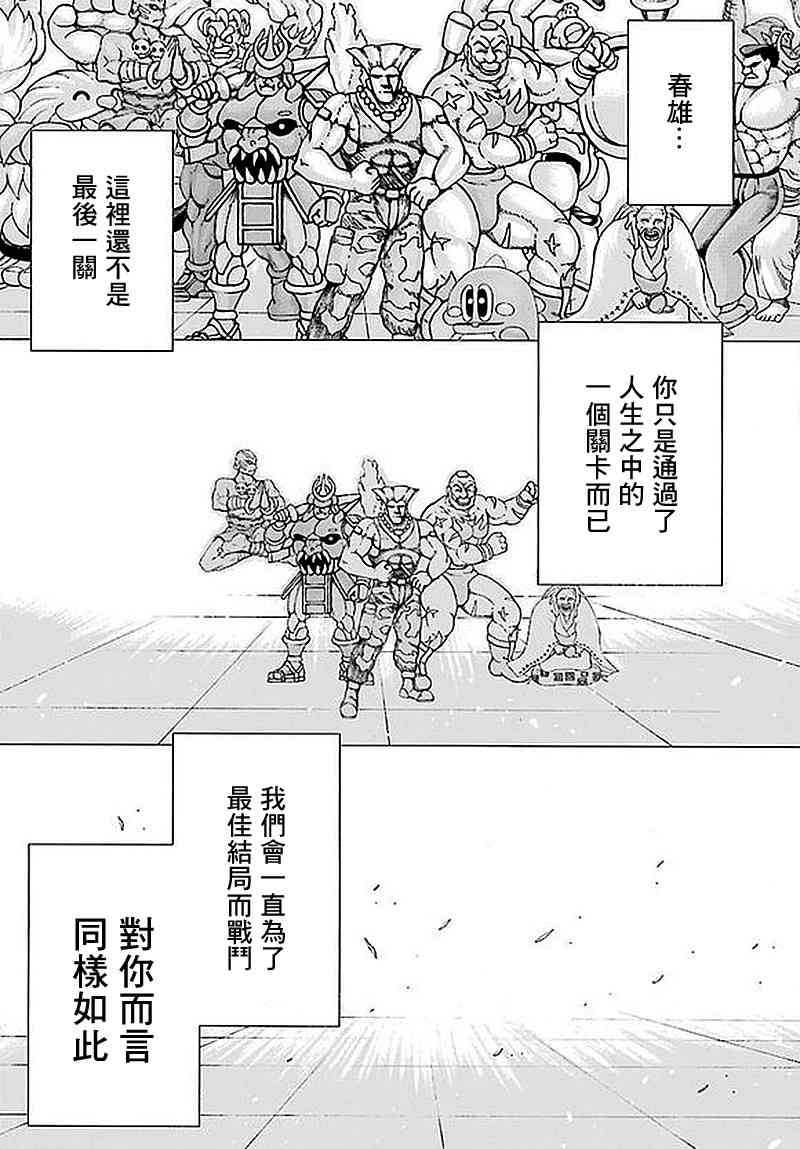 春雄…
這裡還不是
最後一關
你只是通過了
人生之中的
一個關卡而已
我們會一直為了
最佳結局而戰鬥
對你而言
同樣如此